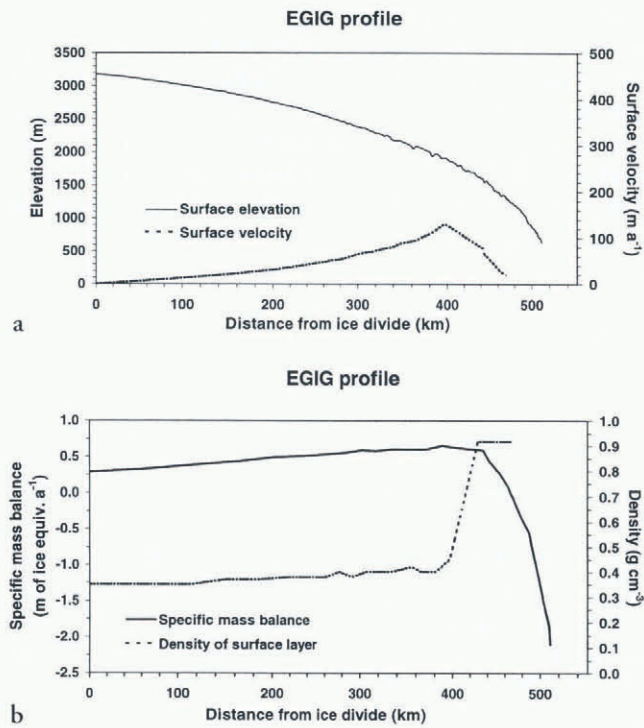 EGIG profile
3500
3000
2500
2000
1500
1000
500
0
Elevation (m)
500
400
300
200
100
0
Surface velocity
(m a⁻¹)
Surface elevation
Surface velocity
0 100 200 300 400 500
Distance from ice divide (km)
a
EGIG profile
1.0
0.5
0.0
-0.5
-1.0
-1.5
-2.0
-2.5
Specific mass balance
(m of ice equiv. a⁻¹)
1.0
0.9
0.8
0.7
0.6
0.5
0.4
0.3
0.2
0.1
0.0
Density (g cm⁻³)
Specific mass balance
Density of surface layer
0 100 200 300 400 500
Distance from ice divide (km)
b